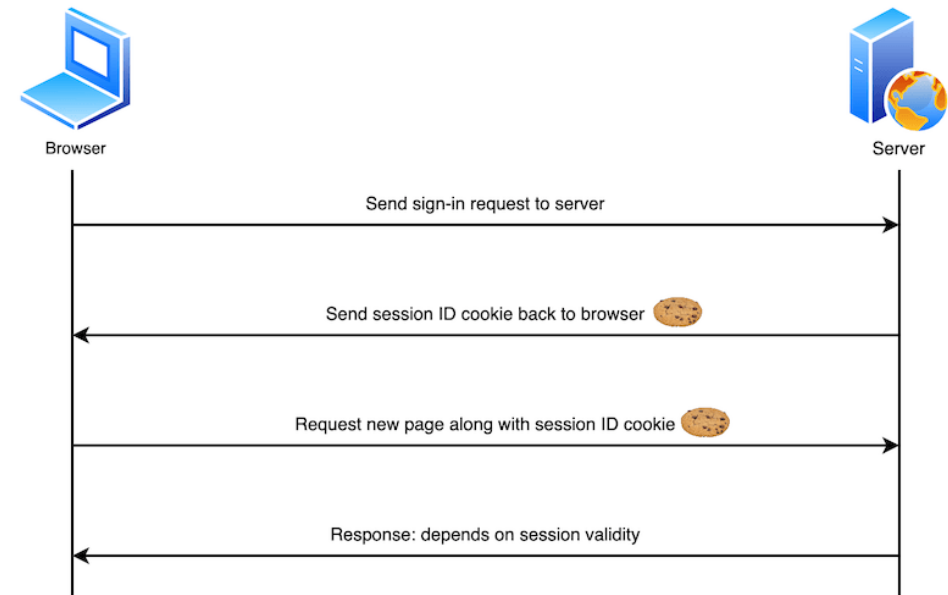 Browser
Server
Send sign-in request to server
Send session ID cookie back to browser
Request new page along with session ID cookie
Response: depends on session validity